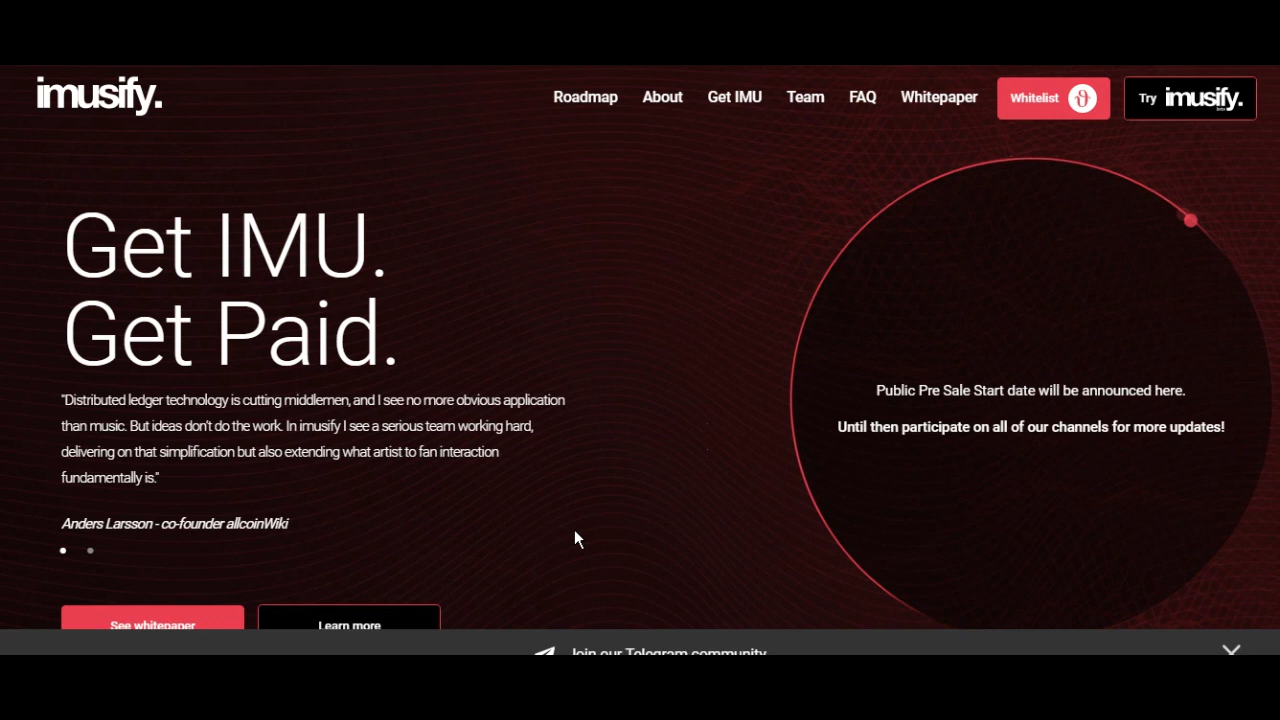 imusify.
Roadmap About Get IMU Team FAQ Whitepaper Whitelist Try imusify.
Get IMU.
Get Paid.
"Distributed ledger technology is cutting middlemen, and I see no more obvious application
than music. But ideas don't do the work. In imusify I see a serious team working hard,
delivering on that simplification but also extending what artist to fan interaction
fundamentally is."
Anders Larsson - co-founder allcoinWiki
Public Pre Sale Start date will be announced here.
Until then participate on all of our channels for more updates!
See whitepaper
Learn more
Join our Telegram community